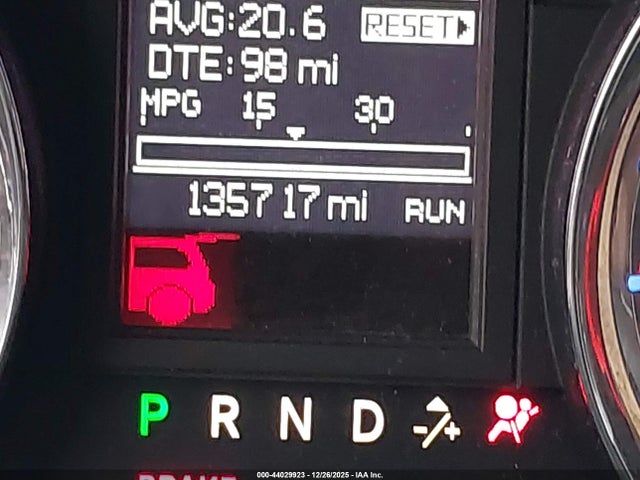 AVG:20.6 RESET
DTE:98 mi
MPG 15 30
135717 mi RUN
P R N D -/+
BRAKE
000-44029923 - 12/26/2025 - IAA Inc.